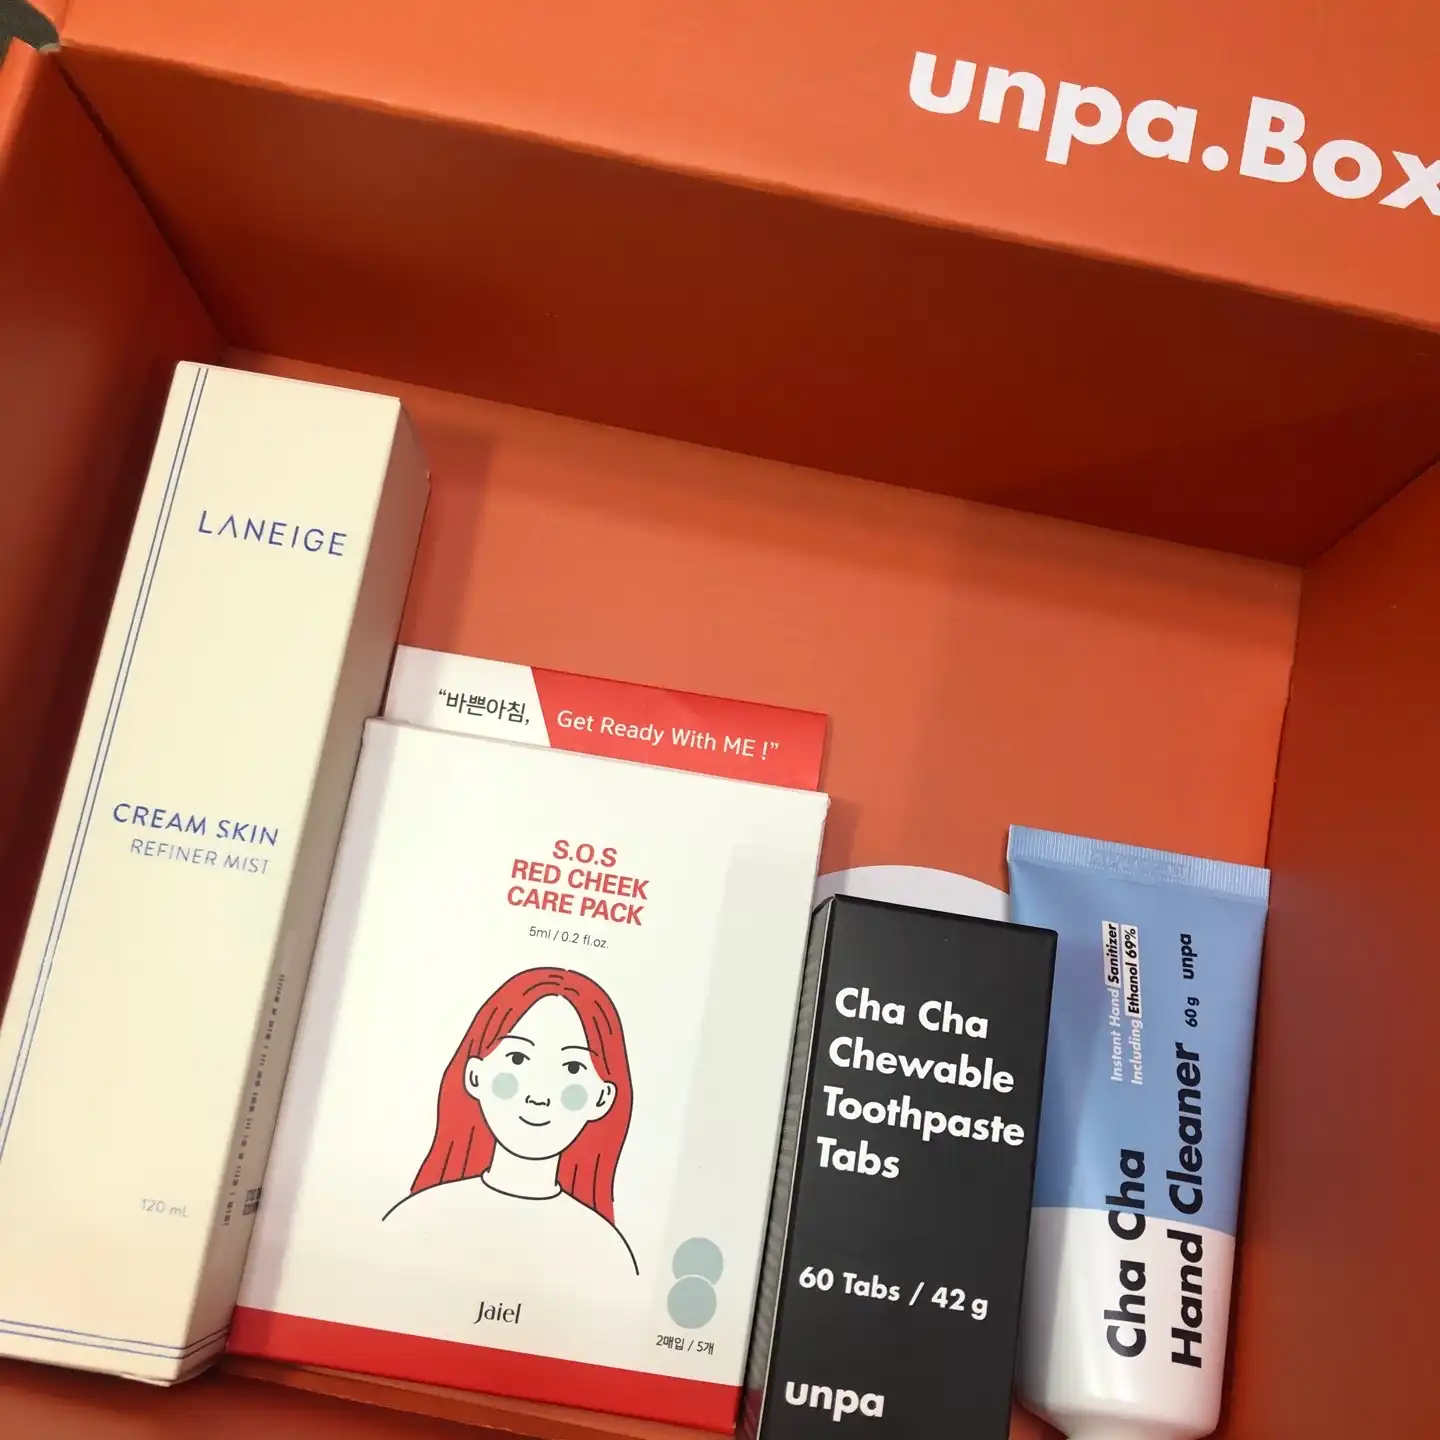 unpa.Box
LANEIGE
CREAM SKIN
REFINER MIST
120 mL
“바쁜아침,
Get Ready With ME !”
S.O.S
RED CHEEK
CARE PACK
5ml / 0.2 fl.oz.
Jaiel
2매입 / 5개
Cha Cha
Chewable
Toothpaste
Tabs
60 Tabs / 42 g
unpa
Instant Hand Sanitizer
Including Ethanol 69%
Cha Cha
Hand Cleaner 60 g unpa